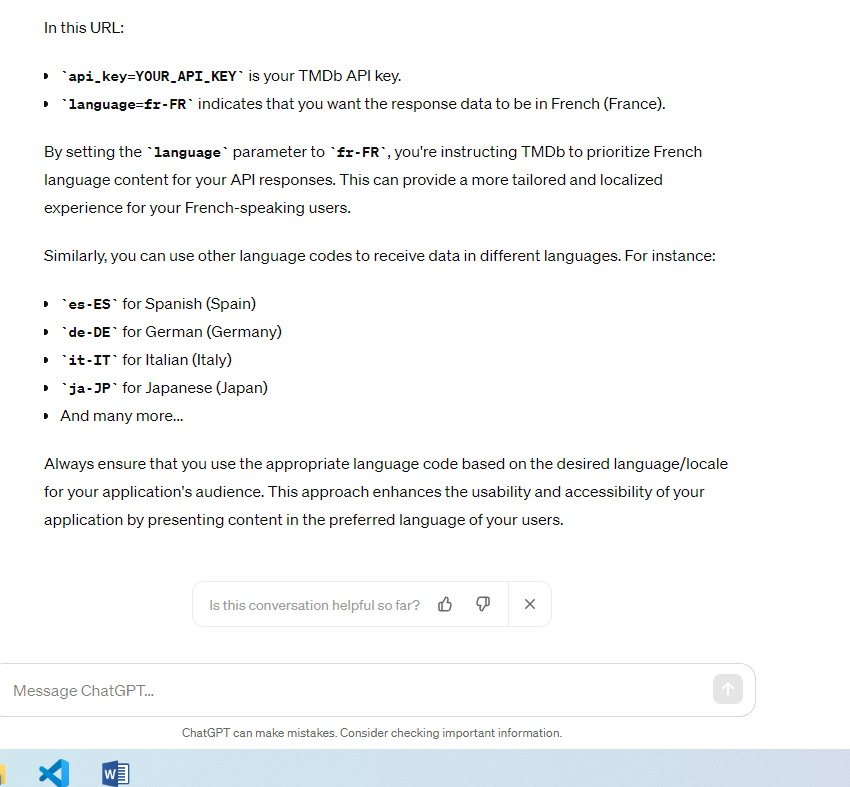 In this URL:
`api_key=YOUR_API_KEY` is your TMDb API key.
`language=fr-FR` indicates that you want the response data to be in French (France).
By setting the `language` parameter to `fr-FR`, you're instructing TMDb to prioritize French
language content for your API responses. This can provide a more tailored and localized
experience for your French-speaking users.
Similarly, you can use other language codes to receive data in different languages. For instance:
`es-ES` for Spanish (Spain)
`de-DE` for German (Germany)
`it-IT` for Italian (Italy)
`ja-JP` for Japanese (Japan)
And many more...
Always ensure that you use the appropriate language code based on the desired language/locale
for your application's audience. This approach enhances the usability and accessibility of your
application by presenting content in the preferred language of your users.
Is this conversation helpful so far?
Message ChatGPT...
ChatGPT can make mistakes. Consider checking important information.
W